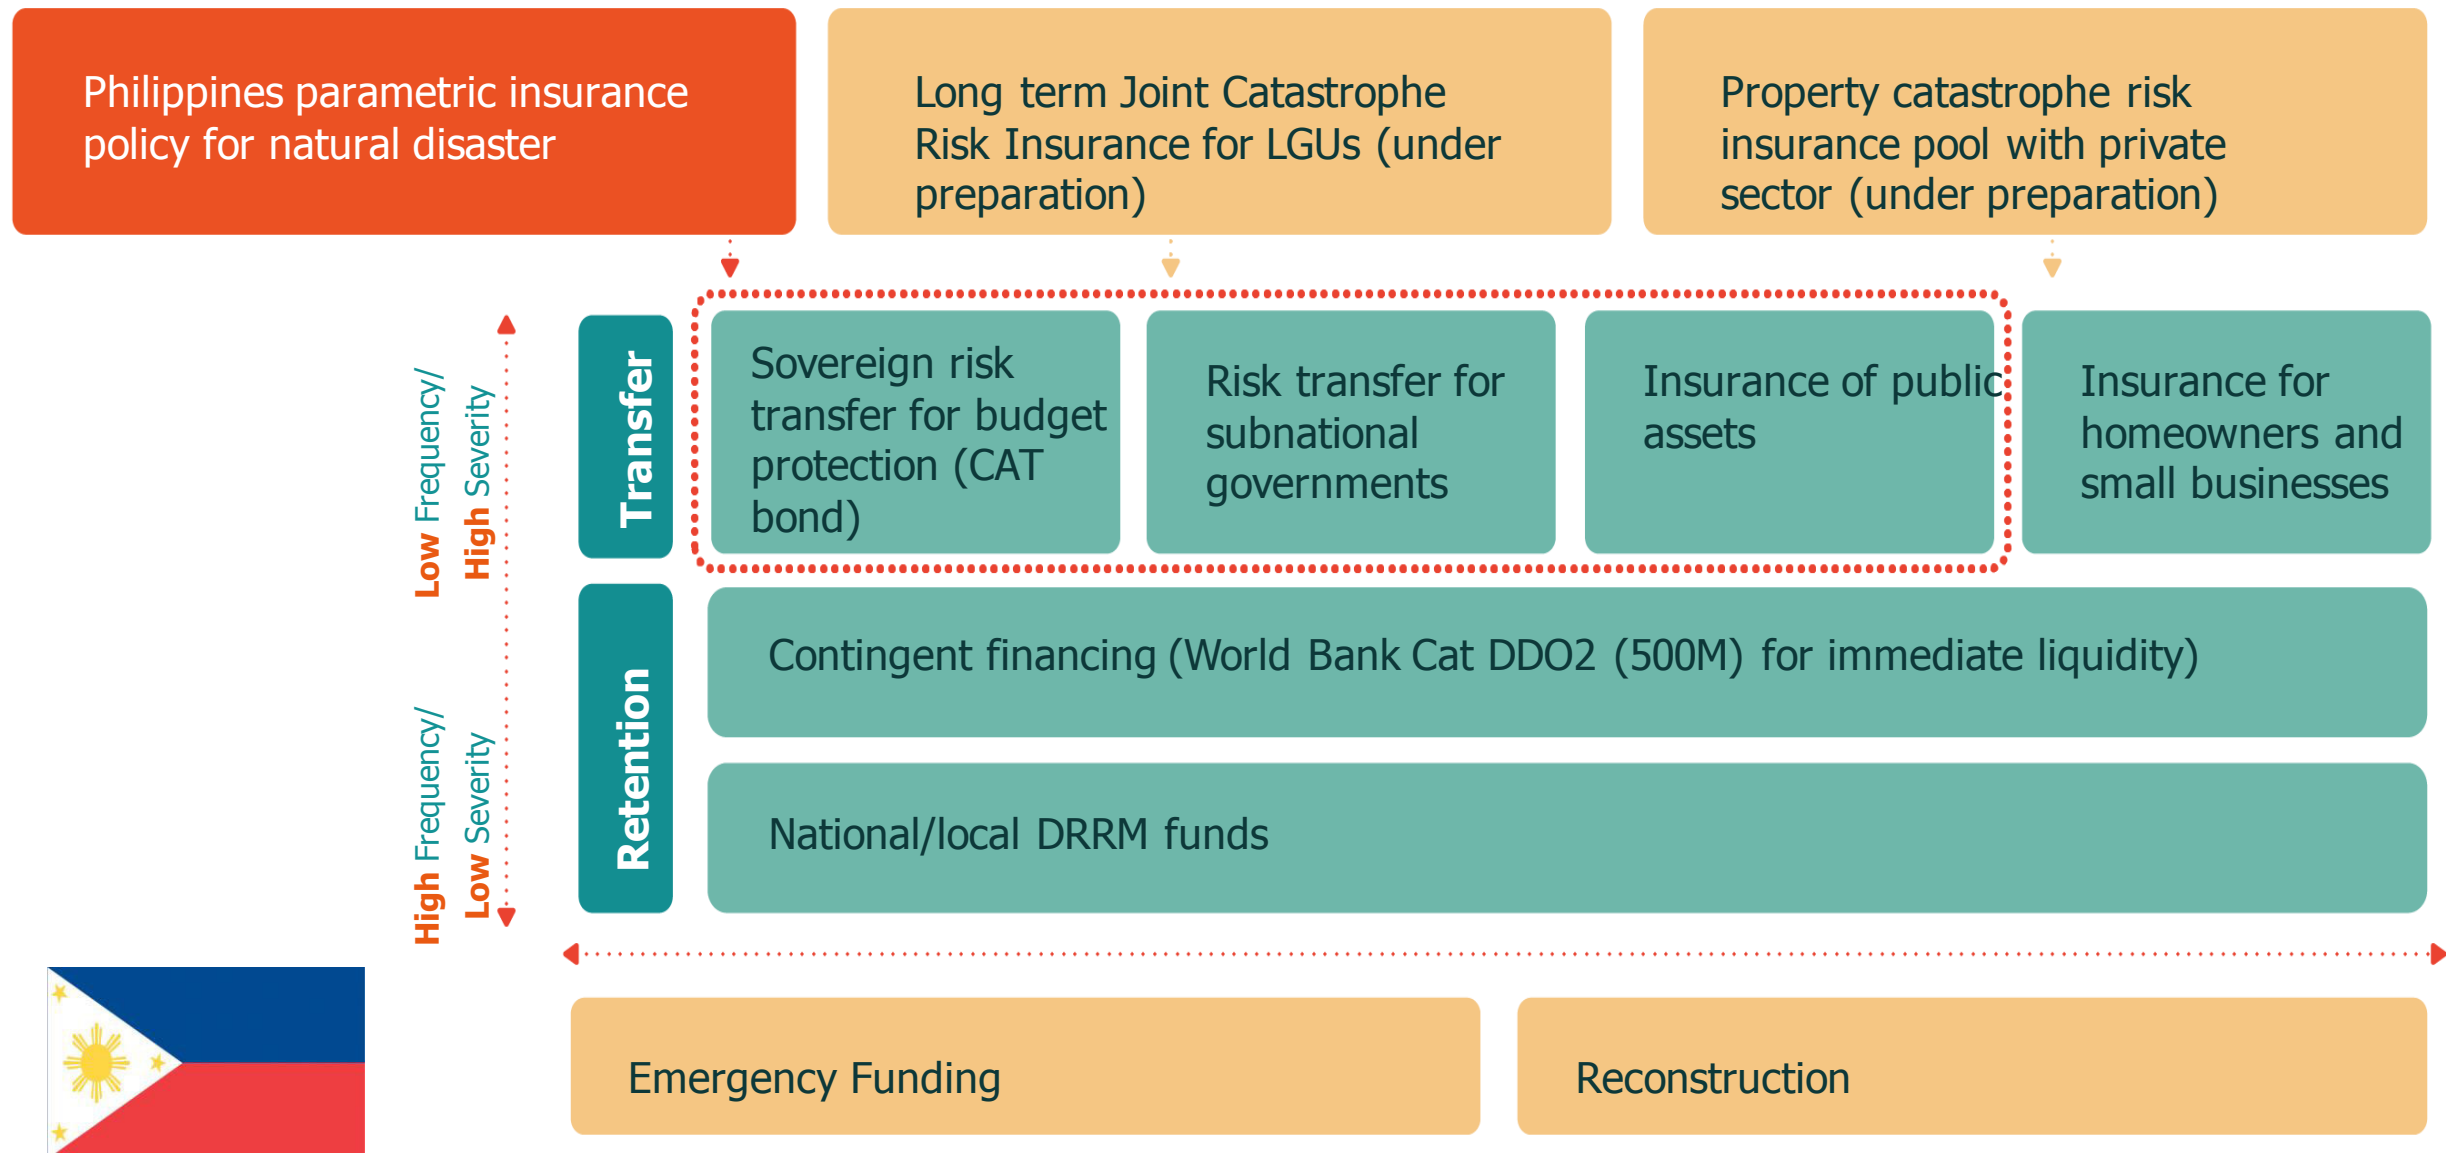 Philippines parametric insurance
policy for natural disaster
Long term Joint Catastrophe
Risk Insurance for LGUs (under
preparation)
Property catastrophe risk
insurance pool with private
sector (under preparation)
Low Frequency/
High Severity
Transfer
Sovereign risk
transfer for budget
protection (CAT
bond)
Risk transfer for
subnational
governments
Insurance of public
assets
Insurance for
homeowners and
small businesses
High Frequency/
Low Severity
Retention
Contingent financing (World Bank Cat DDO2 (500M) for immediate liquidity)
National/local DRRM funds
Emergency Funding
Reconstruction